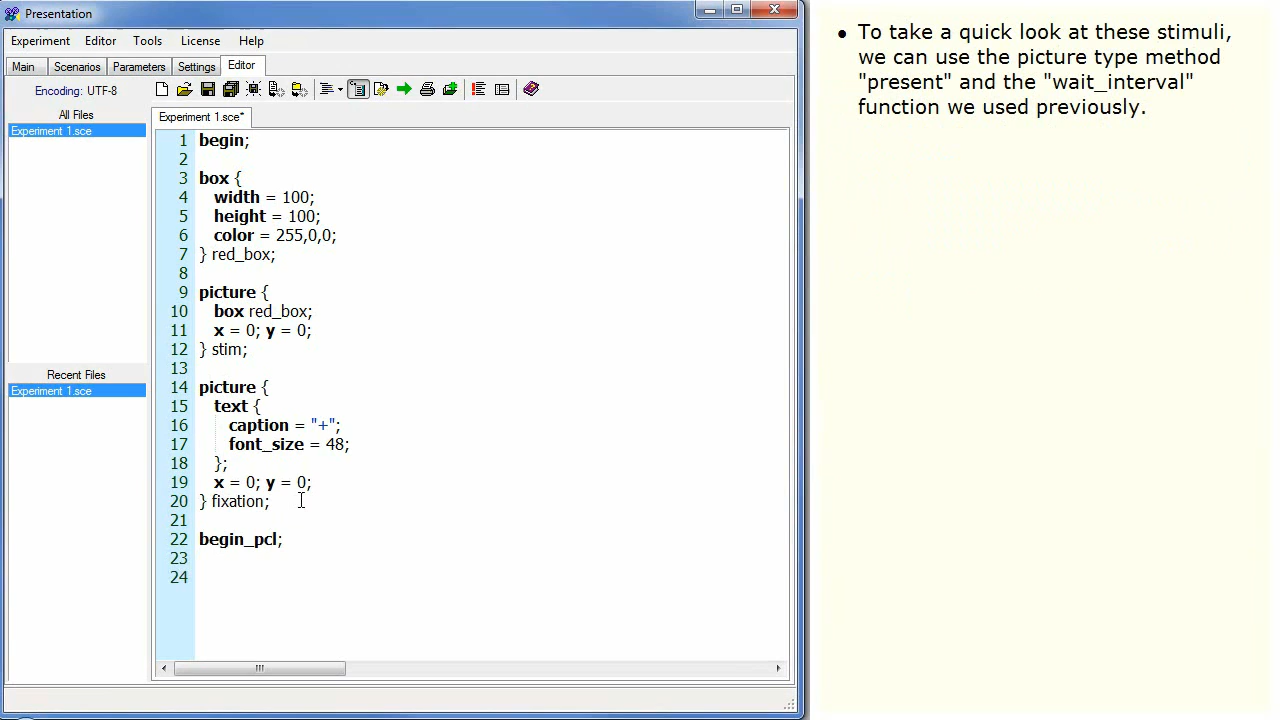 Presentation
Experiment Editor Tools License Help
Main Scenarios Parameters Settings Editor
Encoding: UTF-8
All Files
Experiment 1.sce
Recent Files
Experiment 1.sce
Experiment 1.sce*
1 begin;
2
3 box {
4 width = 100;
5 height = 100;
6 color = 255,0,0;
7 } red_box;
8
9 picture {
10 box red_box;
11 x = 0; y = 0;
12 } stim;
13
14 picture {
15 text {
16 caption = "+";
17 font_size = 48;
18 };
19 x = 0; y = 0;
20 } fixation;
21
22 begin_pcl;
23
24
• To take a quick look at these stimuli,
we can use the picture type method
"present" and the "wait_interval"
function we used previously.